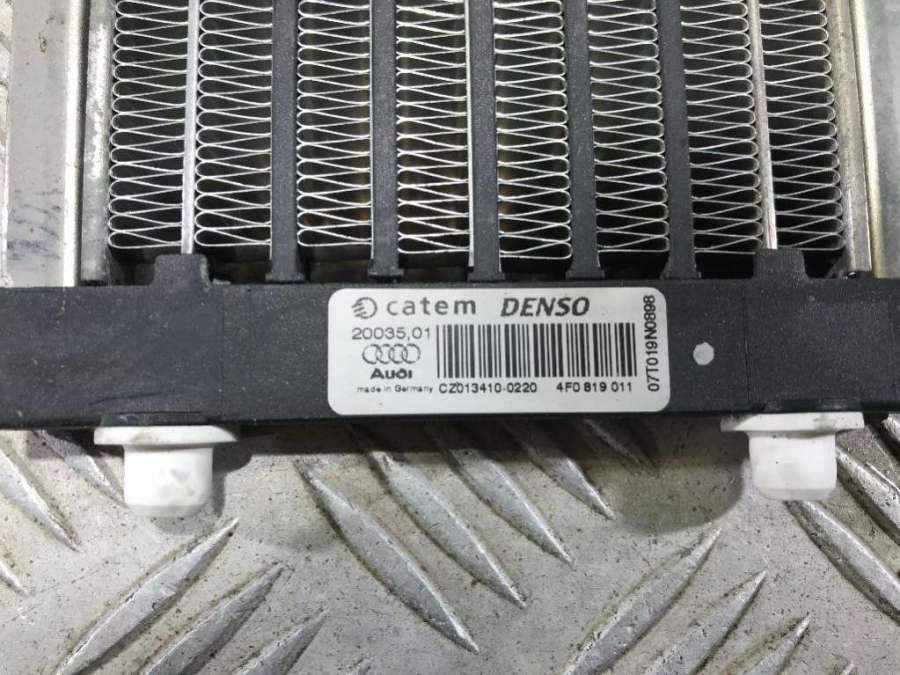 catem DENSO
20035,01
Audi
made in Germany CZ013410-0220 4F0 819 011
07T019N0898